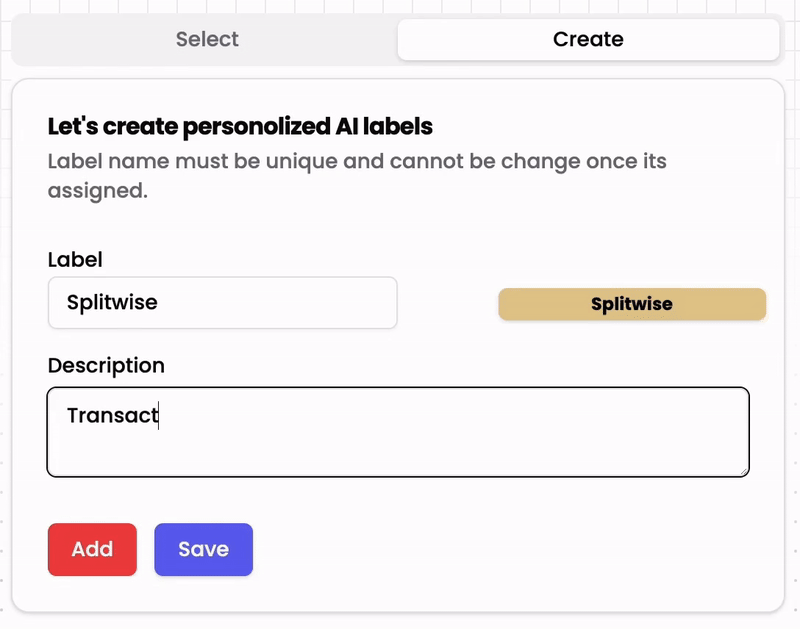 Select
Create
Let's create personolized AI labels
Label name must be unique and cannot be change once its
assigned.
Label
Splitwise
Splitwise
Description
Transact
Add
Save